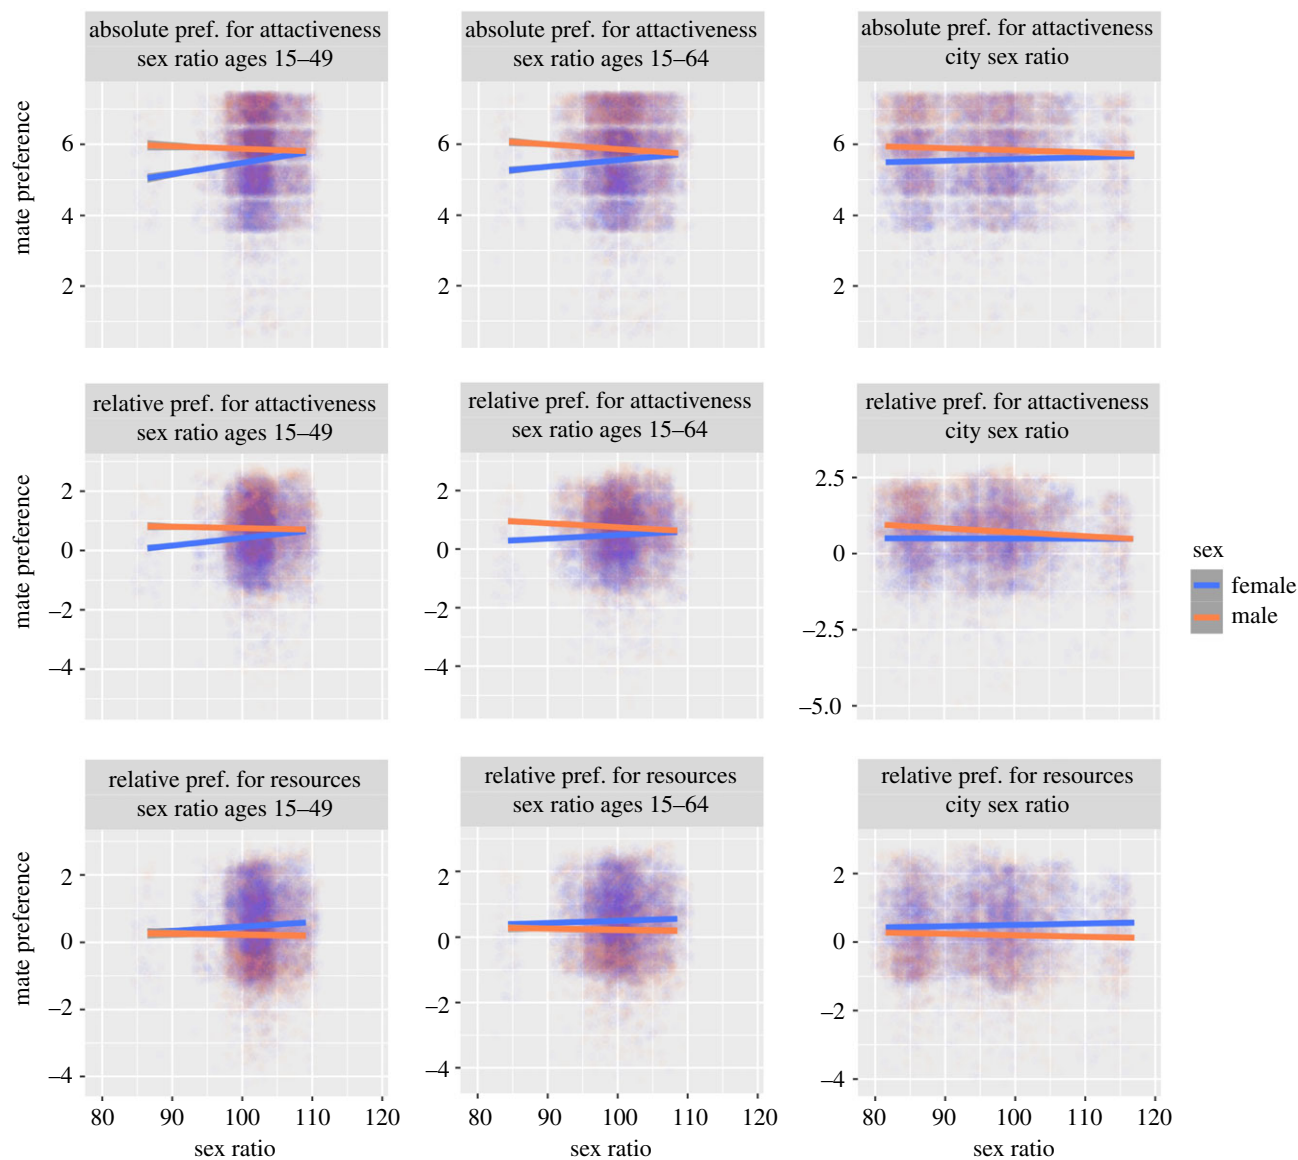 absolute pref. for attactiveness
sex ratio ages 15–49
absolute pref. for attactiveness
sex ratio ages 15–64
absolute pref. for attactiveness
city sex ratio
mate preference
6
4
2
6
4
2
6
4
2
relative pref. for attactiveness
sex ratio ages 15–49
relative pref. for attactiveness
sex ratio ages 15–64
relative pref. for attactiveness
city sex ratio
mate preference
2
0
–2
–4
2
0
–2
–4
2.5
0
–2.5
–5.0
sex
female
male
relative pref. for resources
sex ratio ages 15–49
relative pref. for resources
sex ratio ages 15–64
relative pref. for resources
city sex ratio
mate preference
2
0
–2
–4
2
0
–2
–4
2
0
–2
–4
80 90 100 110 120
80 90 100 110 120
80 90 100 110 120
sex ratio
sex ratio
sex ratio